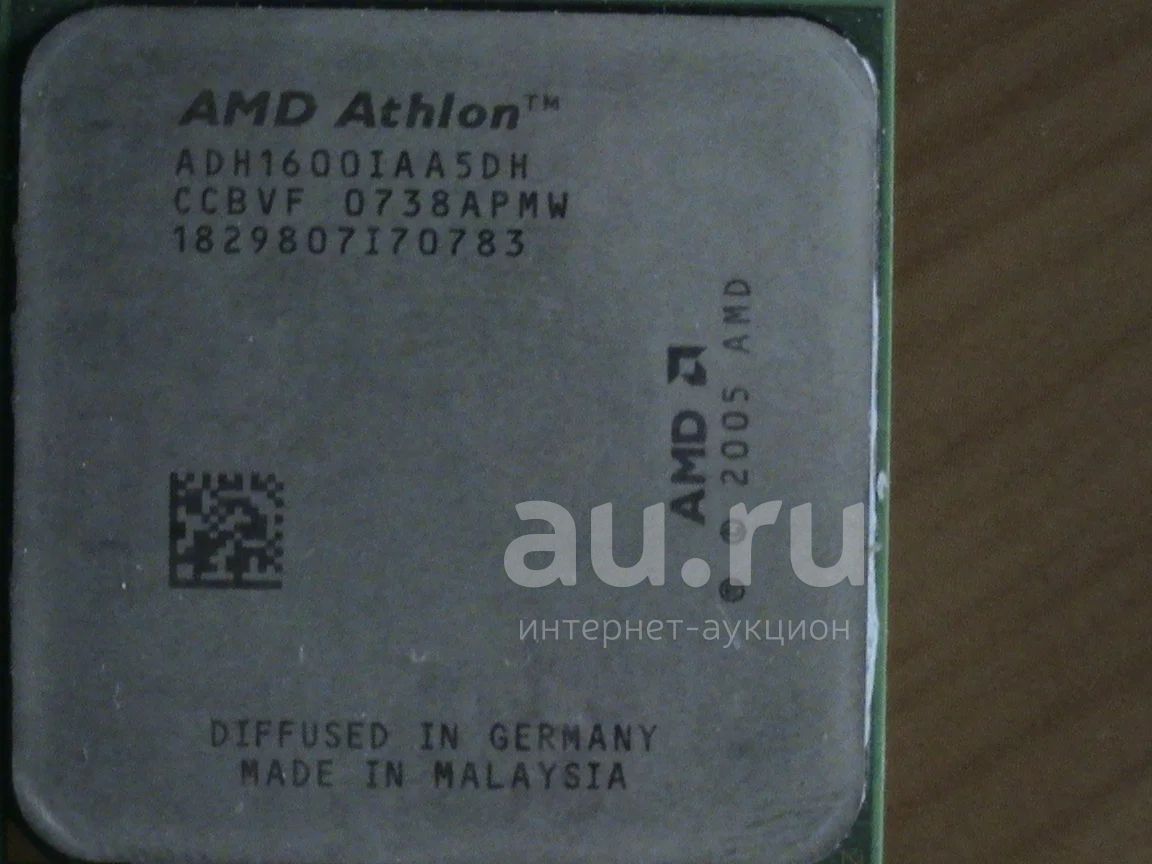 AMD Athlon™
ADH1600IAA5DH
CCBVF 0738APMW
1829807I70783
AMD
® © 2005 AMD
au.ru
интернет-аукцион
DIFFUSED IN GERMANY
MADE IN MALAYSIA